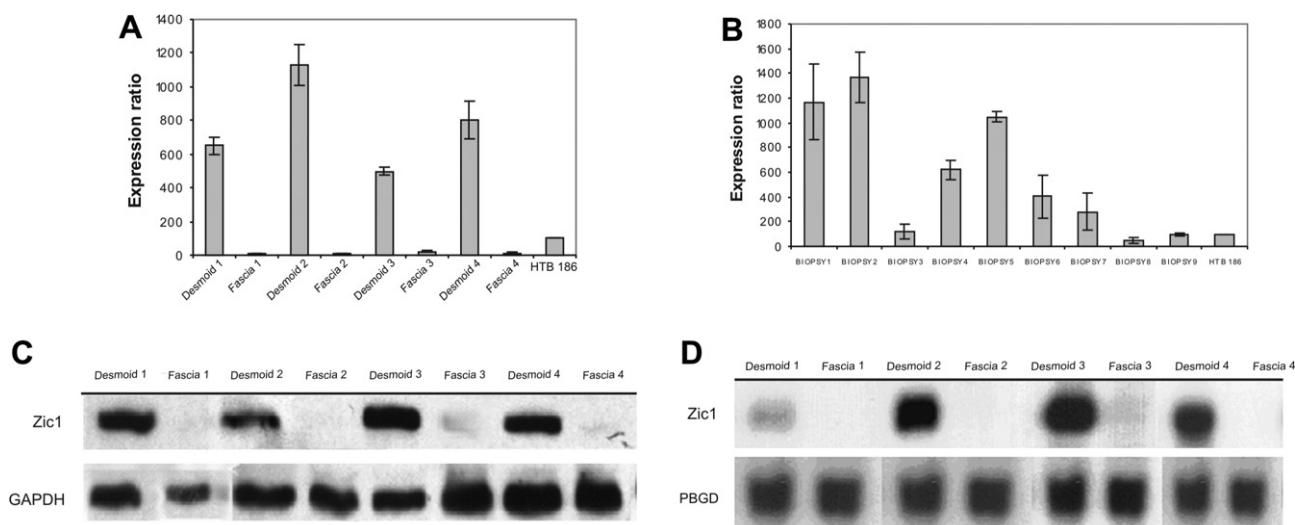 A
Expression ratio
1400
1200
1000
800
600
400
200
0
Desmoid 1 Fascia 1 Desmoid 2 Fascia 2 Desmoid 3 Fascia 3 Desmoid 4 Fascia 4 HTB 186
B
Expression ratio
1800
1600
1400
1200
1000
800
600
400
200
0
BIOPSY1 BIOPSY2 BIOPSY3 BIOPSY4 BIOPSY5 BIOPSY6 BIOPSY7 BIOPSY8 BIOPSY9 HTB 186
C
Desmoid 1 Fascia 1 Desmoid 2 Fascia 2 Desmoid 3 Fascia 3 Desmoid 4 Fascia 4
Zic1
GAPDH
D
Desmoid 1 Fascia 1 Desmoid 2 Fascia 2 Desmoid 3 Fascia 3 Desmoid 4 Fascia 4
Zic1
PBGD